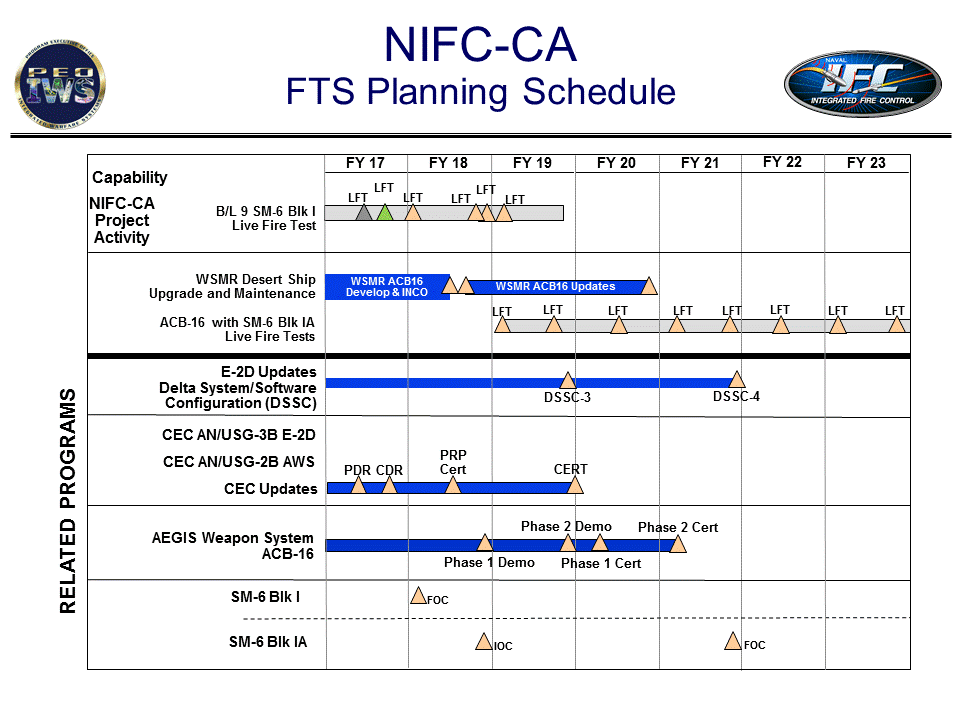 NIFC-CA
FTS Planning Schedule
PROGRAM EXECUTIVE OFFICE
PEO
IWS
INTEGRATED WARFARE SYSTEMS
NAVAL
IFC
INTEGRATED FIRE CONTROL
FY 17 FY 18 FY 19 FY 20 FY 21 FY 22 FY 23
Capability
NIFC-CA
Project
Activity
B/L 9 SM-6 Blk I
Live Fire Test
LFT LFT LFT LFT LFT LFT
WSMR Desert Ship
Upgrade and Maintenance
WSMR ACB16
Develop & INCO
WSMR ACB16 Updates
ACB-16 with SM-6 Blk IA
Live Fire Tests
LFT LFT LFT LFT LFT LFT LFT LFT
RELATED PROGRAMS
E-2D Updates
Delta System/Software
Configuration (DSSC)
DSSC-3 DSSC-4
CEC AN/USG-3B E-2D
CEC AN/USG-2B AWS
CEC Updates
PDR CDR
PRP
Cert
CERT
AEGIS Weapon System
ACB-16
Phase 2 Demo Phase 2 Cert
Phase 1 Demo Phase 1 Cert
SM-6 Blk I
FOC
SM-6 Blk IA
IOC FOC